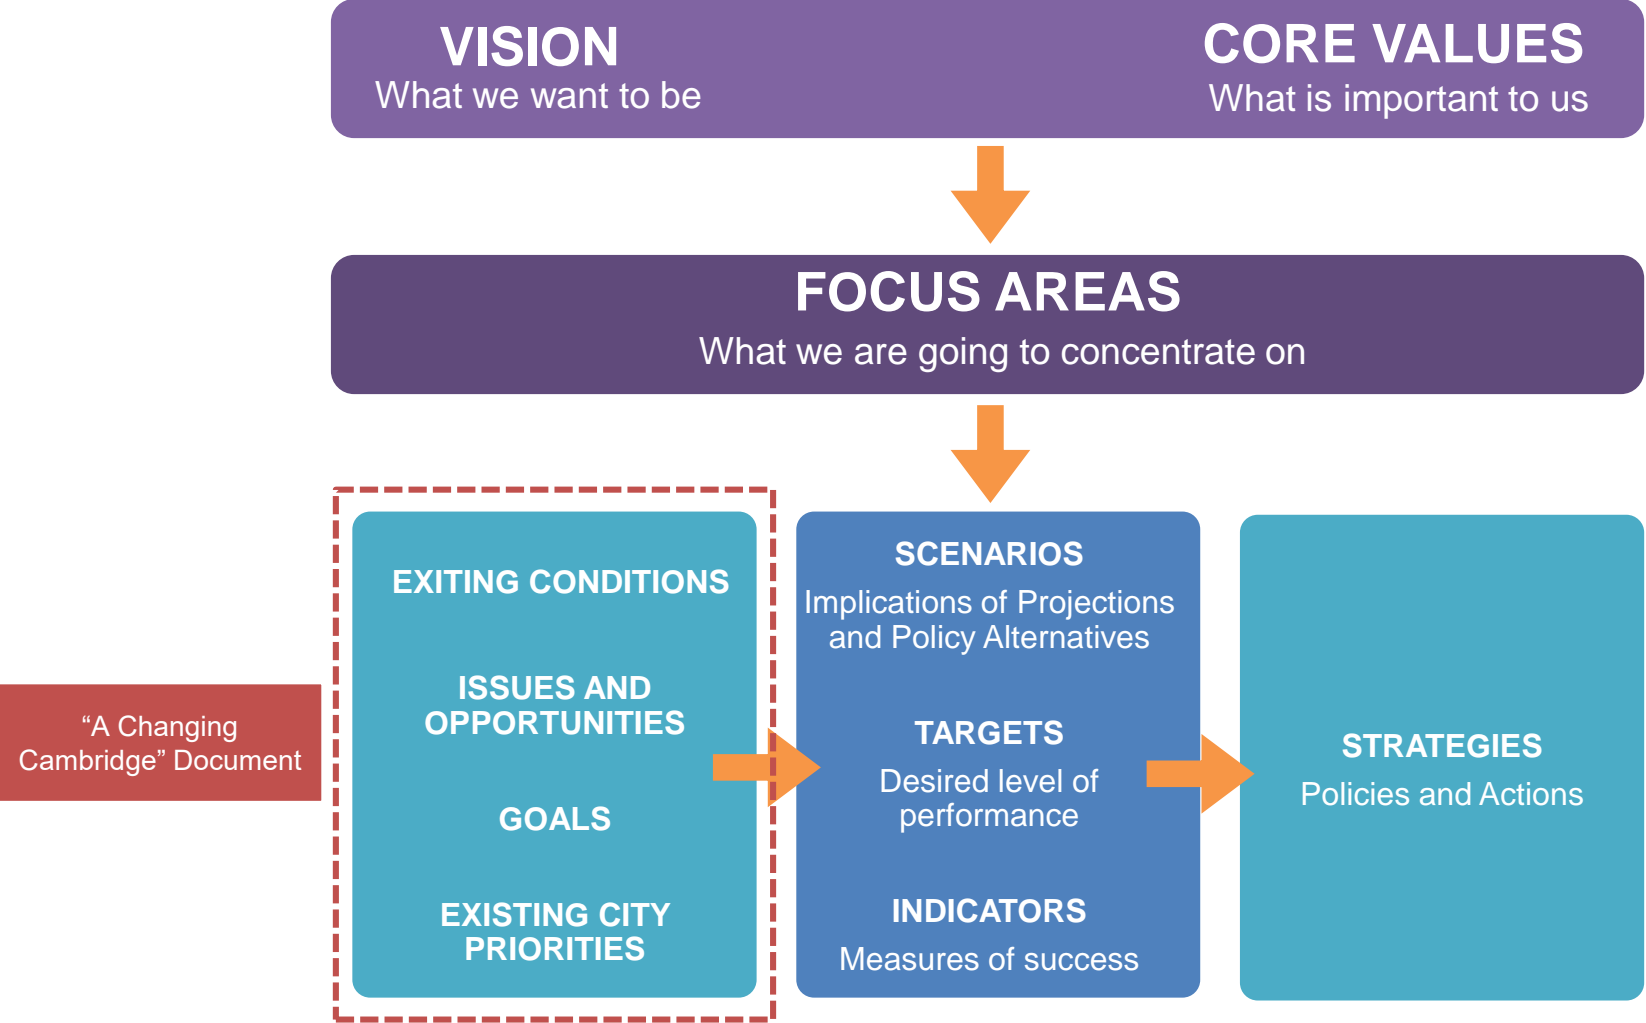 VISION
What we want to be
CORE VALUES
What is important to us
FOCUS AREAS
What we are going to concentrate on
“A Changing
Cambridge” Document
EXITING CONDITIONS
ISSUES AND
OPPORTUNITIES
GOALS
EXISTING CITY
PRIORITIES
SCENARIOS
Implications of Projections
and Policy Alternatives
TARGETS
Desired level of
performance
INDICATORS
Measures of success
STRATEGIES
Policies and Actions